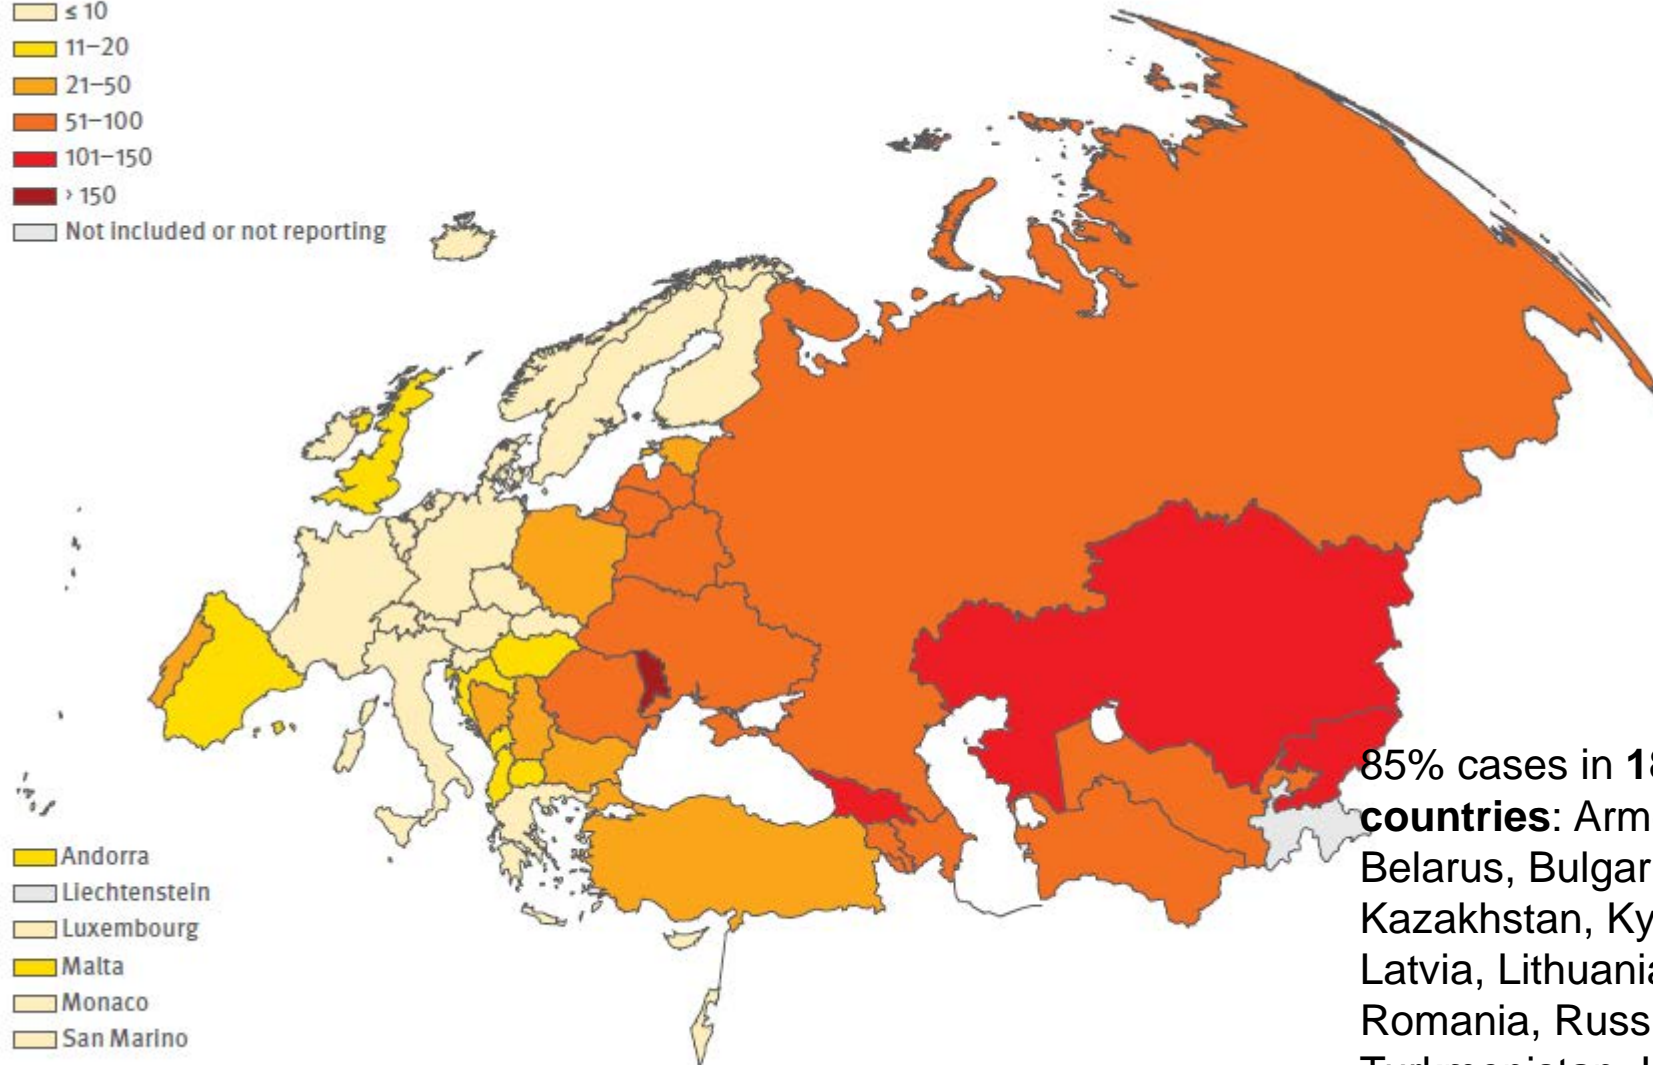 ≤ 10
11–20
21–50
51–100
101–150
> 150
Not included or not reporting
Andorra
Liechtenstein
Luxembourg
Malta
Monaco
San Marino
85% cases in 18
countries: Arm
Belarus, Bulgar
Kazakhstan, Ky
Latvia, Lithuania
Romania, Russ